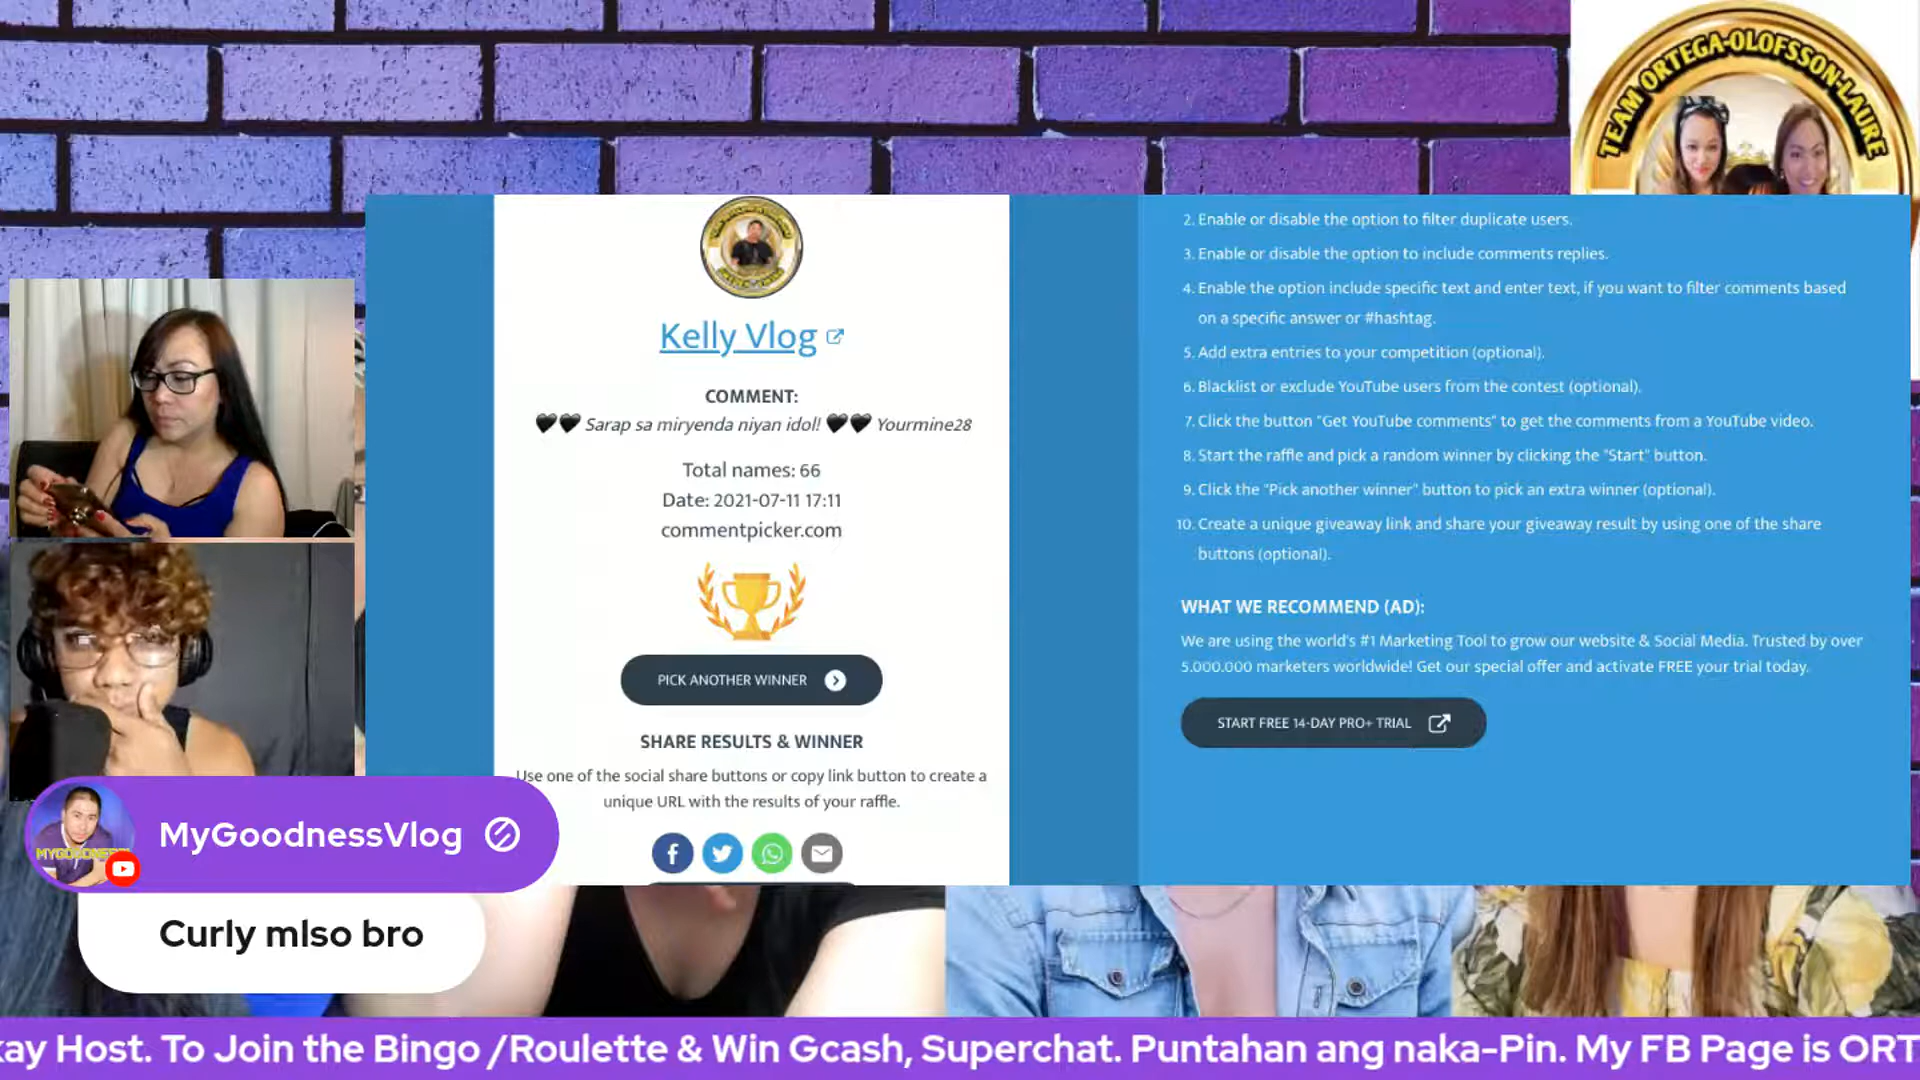 TEAM ORTEGA-OLOFSSON-LAURE
Kelly Vlog
COMMENT:
🖤🖤 Sarap sa miryenda niyan idol! 🖤🖤 Yourmine28
Total names: 66
Date: 2021-07-11 17:11
commentpicker.com
PICK ANOTHER WINNER
SHARE RESULTS & WINNER
Use one of the social share buttons or copy link button to create a
unique URL with the results of your raffle.
2. Enable or disable the option to filter duplicate users.
3. Enable or disable the option to include comments replies.
4. Enable the option include specific text and enter text, if you want to filter comments based
on a specific answer or #hashtag.
5. Add extra entries to your competition (optional).
6. Blacklist or exclude YouTube users from the contest (optional).
7. Click the button "Get YouTube comments" to get the comments from a YouTube video.
8. Start the raffle and pick a random winner by clicking the "Start" button.
9. Click the "Pick another winner" button to pick an extra winner (optional).
10. Create a unique giveaway link and share your giveaway result by using one of the share
buttons (optional).
WHAT WE RECOMMEND (AD):
We are using the world's #1 Marketing Tool to grow our website & Social Media. Trusted by over
5.000.000 marketers worldwide! Get our special offer and activate FREE your trial today.
START FREE 14-DAY PRO+ TRIAL
MyGoodnessVlog
Curly mlso bro
kay Host. To Join the Bingo /Roulette & Win Gcash, Superchat. Puntahan ang naka-Pin. My FB Page is ORT